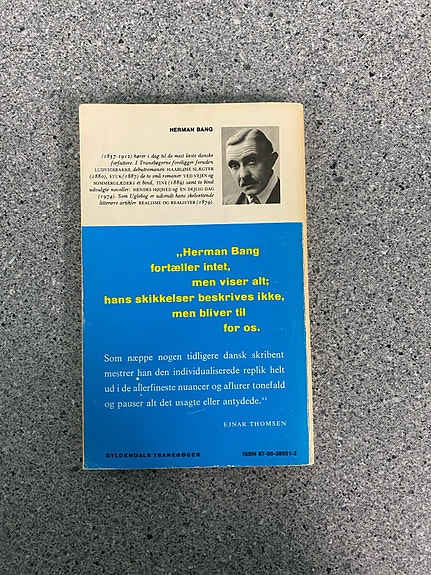 HERMAN BANG
(1857-1912) hører i dag til de mest læste danske
forfattere. I Tranebøgerne foreligger foruden
LUDVIGSBAKKE, debutromanen HAABLØSE SLÆGTER
(1880), STUK (1887) de to små romaner VED VEJEN og
SOMMERGLÆDER i ét bind, TINE (1889) samt to bind
udvalgte noveller: HENDES HØJHED og EN DEJLIG DAG
(1974). Som Uglebog er udsendt hans skelsættende
litterære artikler REALISME OG REALISTER (1879).
„Herman Bang
fortæller intet,
men viser alt;
hans skikkelser beskrives ikke,
men bliver til
for os.
Som næppe nogen tidligere dansk skribent
mestrer han den individualiserede replik helt
ud i de allerfineste nuancer og aflurer tonefald
og pauser alt det usagte eller antydede.“
EJNAR THOMSEN
GYLDENDALS TRANEBØGER
ISBN 87-00-38051-2